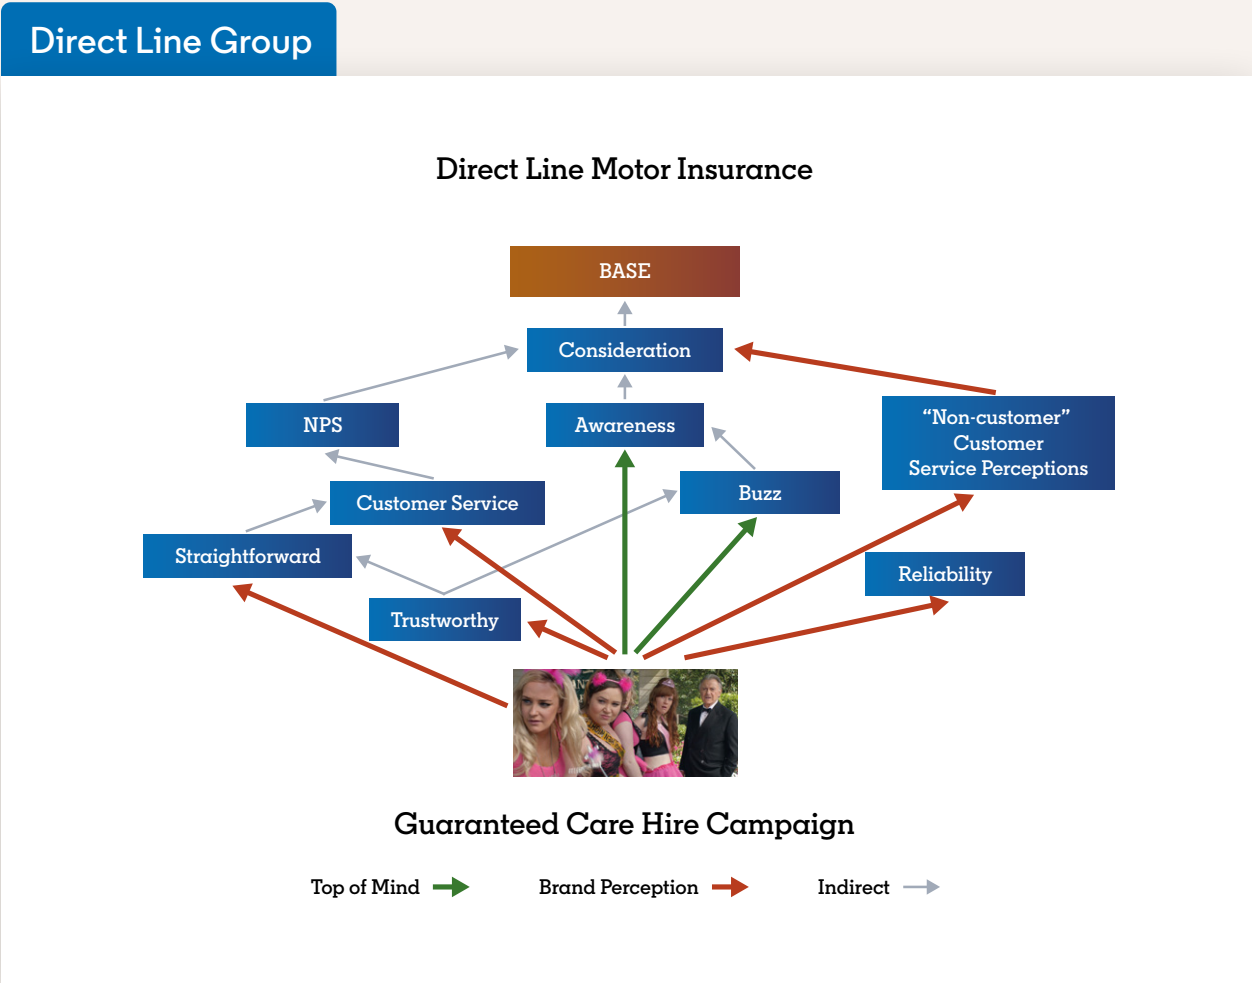 Direct Line Group
Direct Line Motor Insurance
BASE
Consideration
NPS
Awareness
“Non-customer”
Customer
Service Perceptions
Customer Service
Buzz
Straightforward
Reliability
Trustworthy
Guaranteed Care Hire Campaign
Top of Mind
Brand Perception
Indirect